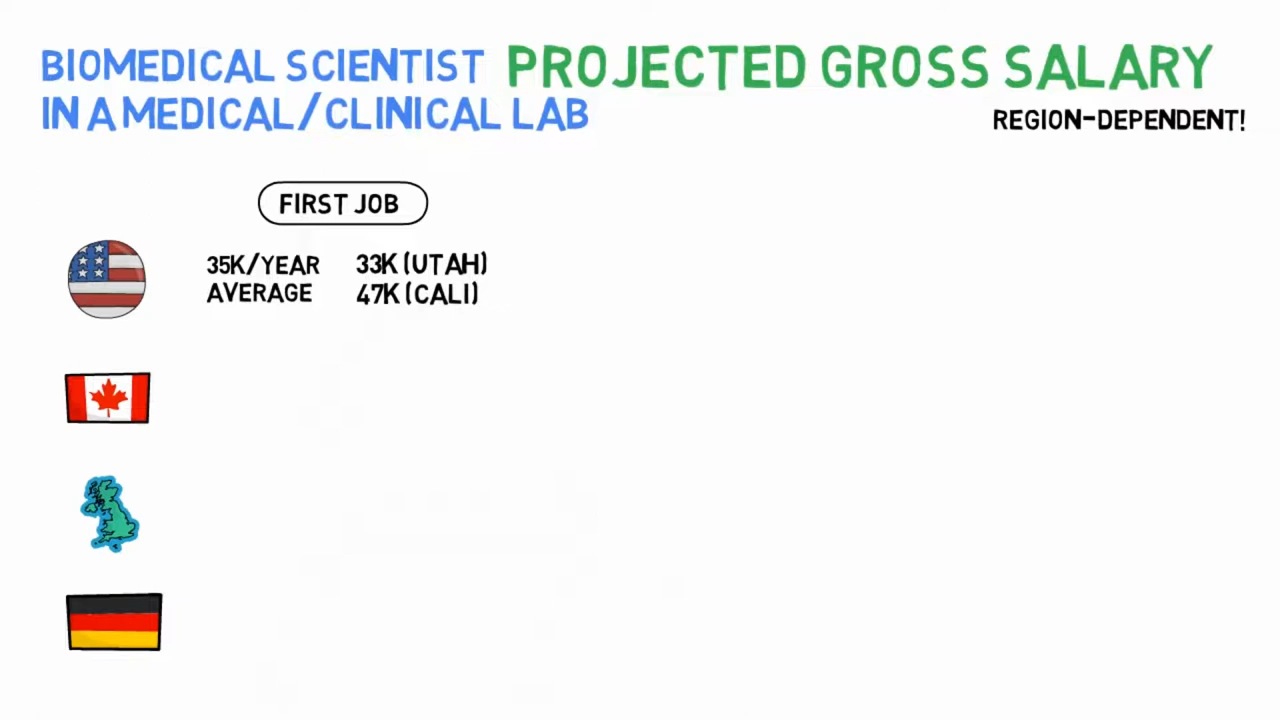 BIOMEDICAL SCIENTIST PROJECTED GROSS SALARY
IN A MEDICAL/CLINICAL LAB
REGION-DEPENDENT!
FIRST JOB
35K/YEAR 33K (UTAH)
AVERAGE 47K (CALI)